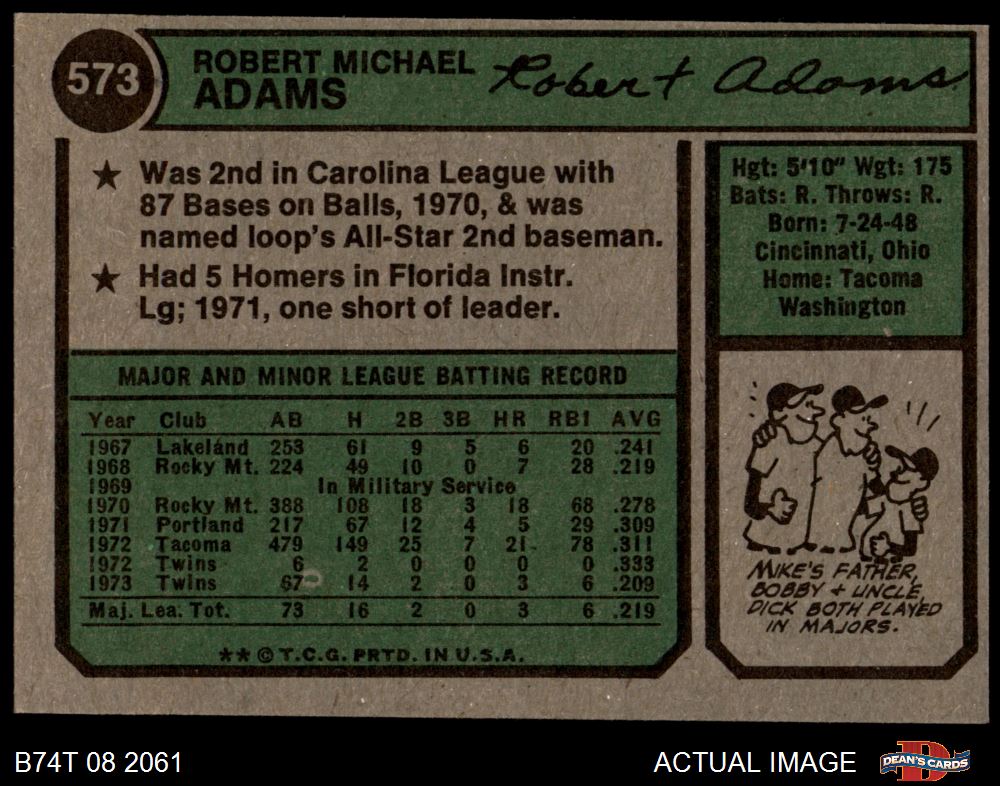 573
ROBERT MICHAEL
ADAMS
Robert Adams
★ Was 2nd in Carolina League with
87 Bases on Balls, 1970, & was
named loop's All-Star 2nd baseman.
★ Had 5 Homers in Florida Instr.
Lg; 1971, one short of leader.
Hgt: 5'10" Wgt: 175
Bats: R. Throws: R.
Born: 7-24-48
Cincinnati, Ohio
Home: Tacoma
Washington
MAJOR AND MINOR LEAGUE BATTING RECORD
Year Club AB H 2B 3B HR RBI AVG
1967 Lakeland 253 61 9 5 6 20 .241
1968 Rocky Mt. 224 49 10 0 7 28 .219
1969 In Military Service
1970 Rocky Mt. 388 108 18 3 18 68 .278
1971 Portland 217 67 12 4 5 29 .309
1972 Tacoma 479 149 25 7 21 78 .311
1972 Twins 6 2 0 0 0 0 .333
1973 Twins 67 14 2 0 3 6 .209
Maj. Lea. Tot. 73 16 2 0 3 6 .219
★★ © T.C.G. PRTD. IN U.S.A.
MIKE'S FATHER,
BOBBY + UNCLE,
DICK BOTH PLAYED
IN MAJORS.
B74T 08 2061
ACTUAL IMAGE
DEAN'S CARDS